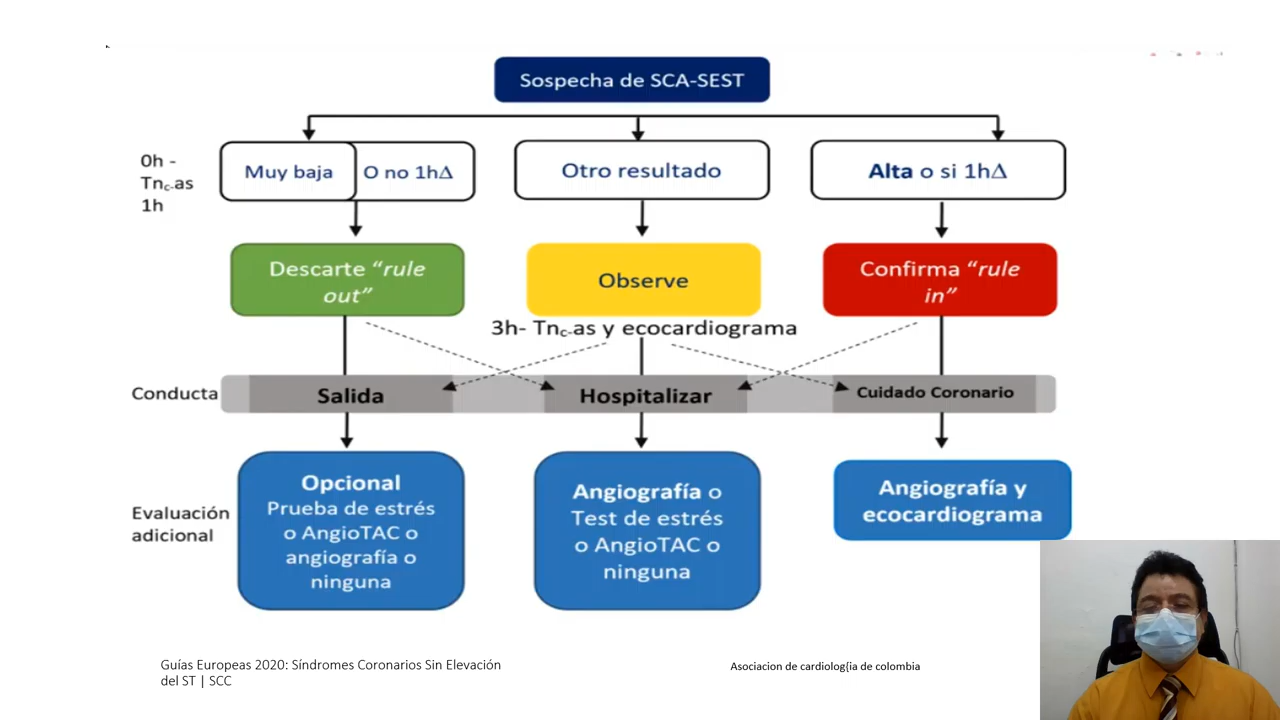 Sospecha de SCA-SEST
0h -
Tnc-as
1h
Muy baja
O no 1hΔ
Otro resultado
Alta o si 1hΔ
Descarte “rule
out”
Observe
Confirma “rule
in”
3h- Tnc-as y ecocardiograma
Conducta
Salida
Hospitalizar
Cuidado Coronario
Evaluación
adicional
Opcional
Prueba de estrés
o AngioTAC o
angiografía o
ninguna
Angiografía o
Test de estrés
o AngioTAC o
ninguna
Angiografía y
ecocardiograma
Guías Europeas 2020: Síndromes Coronarios Sin Elevación
del ST | SCC
Asociacion de cardiolog{ia de colombia